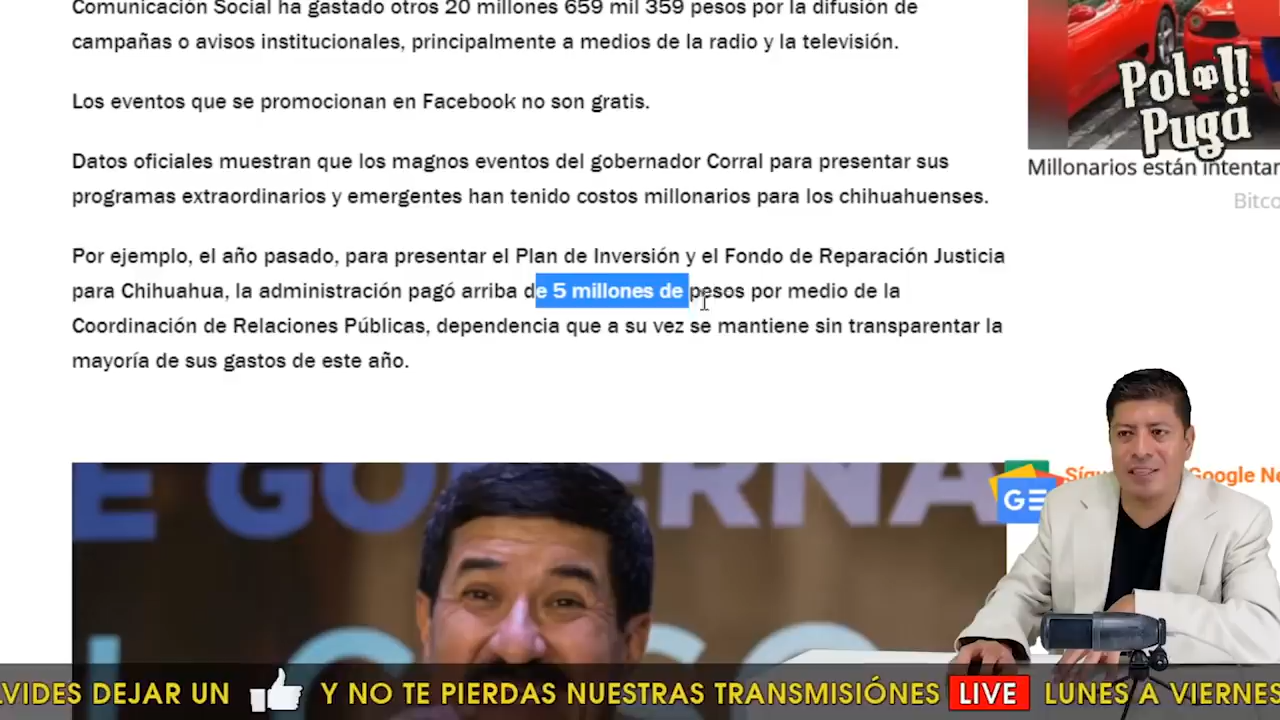 Comunicación Social ha gastado otros 20 millones 659 mil 359 pesos por la difusión de
campañas o avisos institucionales, principalmente a medios de la radio y la televisión.
Los eventos que se promocionan en Facebook no son gratis.
Datos oficiales muestran que los magnos eventos del gobernador Corral para presentar sus
programas extraordinarios y emergentes han tenido costos millonarios para los chihuahuenses.
Por ejemplo, el año pasado, para presentar el Plan de Inversión y el Fondo de Reparación Justicia
para Chihuahua, la administración pagó arriba de 5 millones de pesos por medio de la
Coordinación de Relaciones Públicas, dependencia que a su vez se mantiene sin transparentar la
mayoría de sus gastos de este año.
Pol   !!
Puga
Millonarios están intentar
Bitco
E GOBERNA
GE
Google Ne
LVIDES DEJAR UN Y NO TE PIERDAS NUESTRAS TRANSMISIÓNES LIVE LUNES A VIERNES